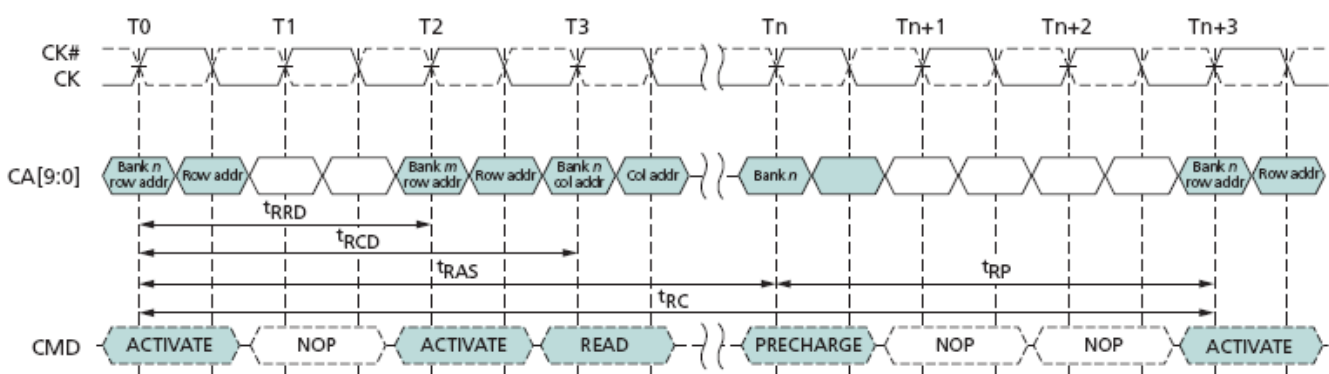 T0 T1 T2 T3 Tn Tn+1 Tn+2 Tn+3
CK#
CK
CA[9:0]
Bank n
row addr
Row addr
Bank m
row addr
Row addr
Bank n
col addr
Col addr
Bank n
Bank n
row addr
Row addr
tRRD
tRCD
tRAS
tRP
tRC
CMD ACTIVATE NOP ACTIVATE READ PRECHARGE NOP NOP ACTIVATE